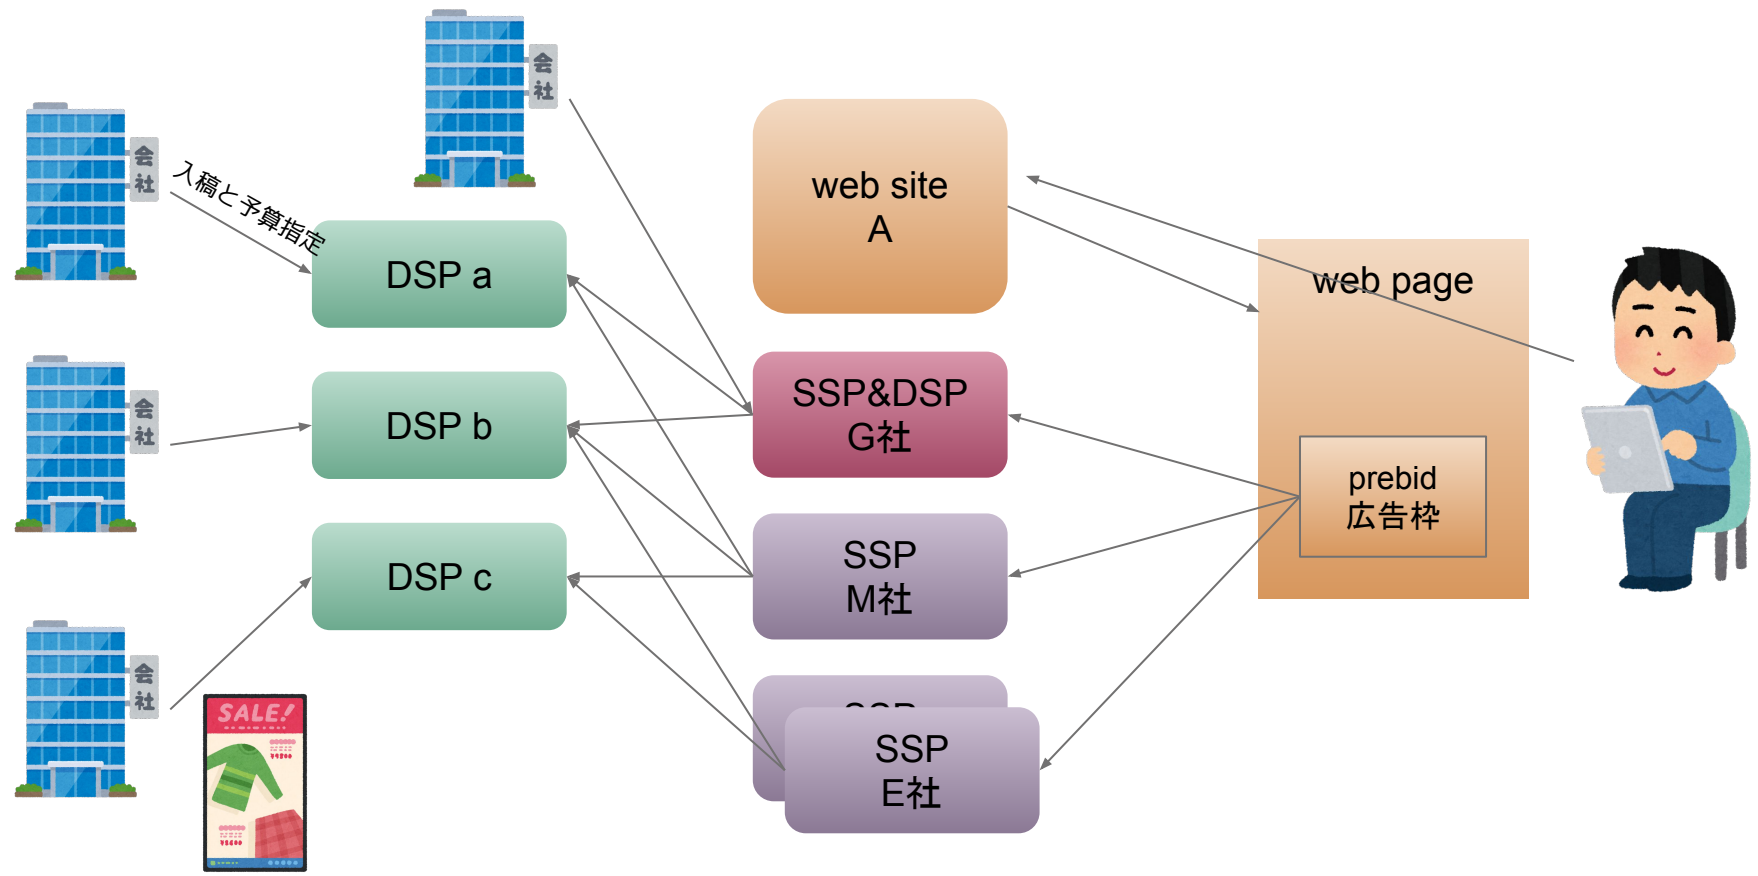 会
社
会
社
入稿と予算指定
DSP a
web site
A
web page
SSP&DSP
G社
会
社
DSP b
prebid
広告枠
DSP c
SSP
M社
会
社
SALE!
SSP
SSP
E社